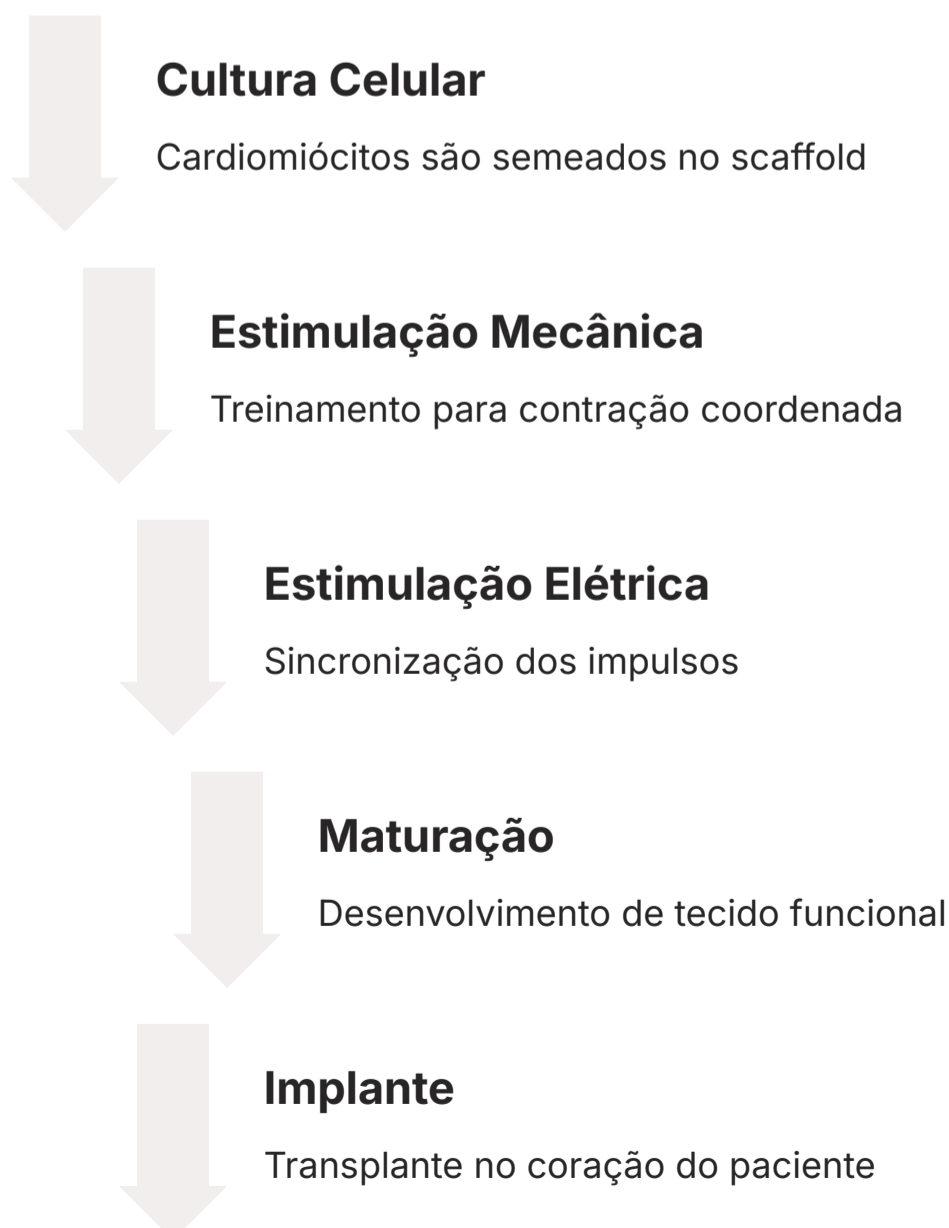 Cultura Celular
Cardiomiócitos são semeados no scaffold
Estimulação Mecânica
Treinamento para contração coordenada
Estimulação Elétrica
Sincronização dos impulsos
Maturação
Desenvolvimento de tecido funcional
Implante
Transplante no coração do paciente